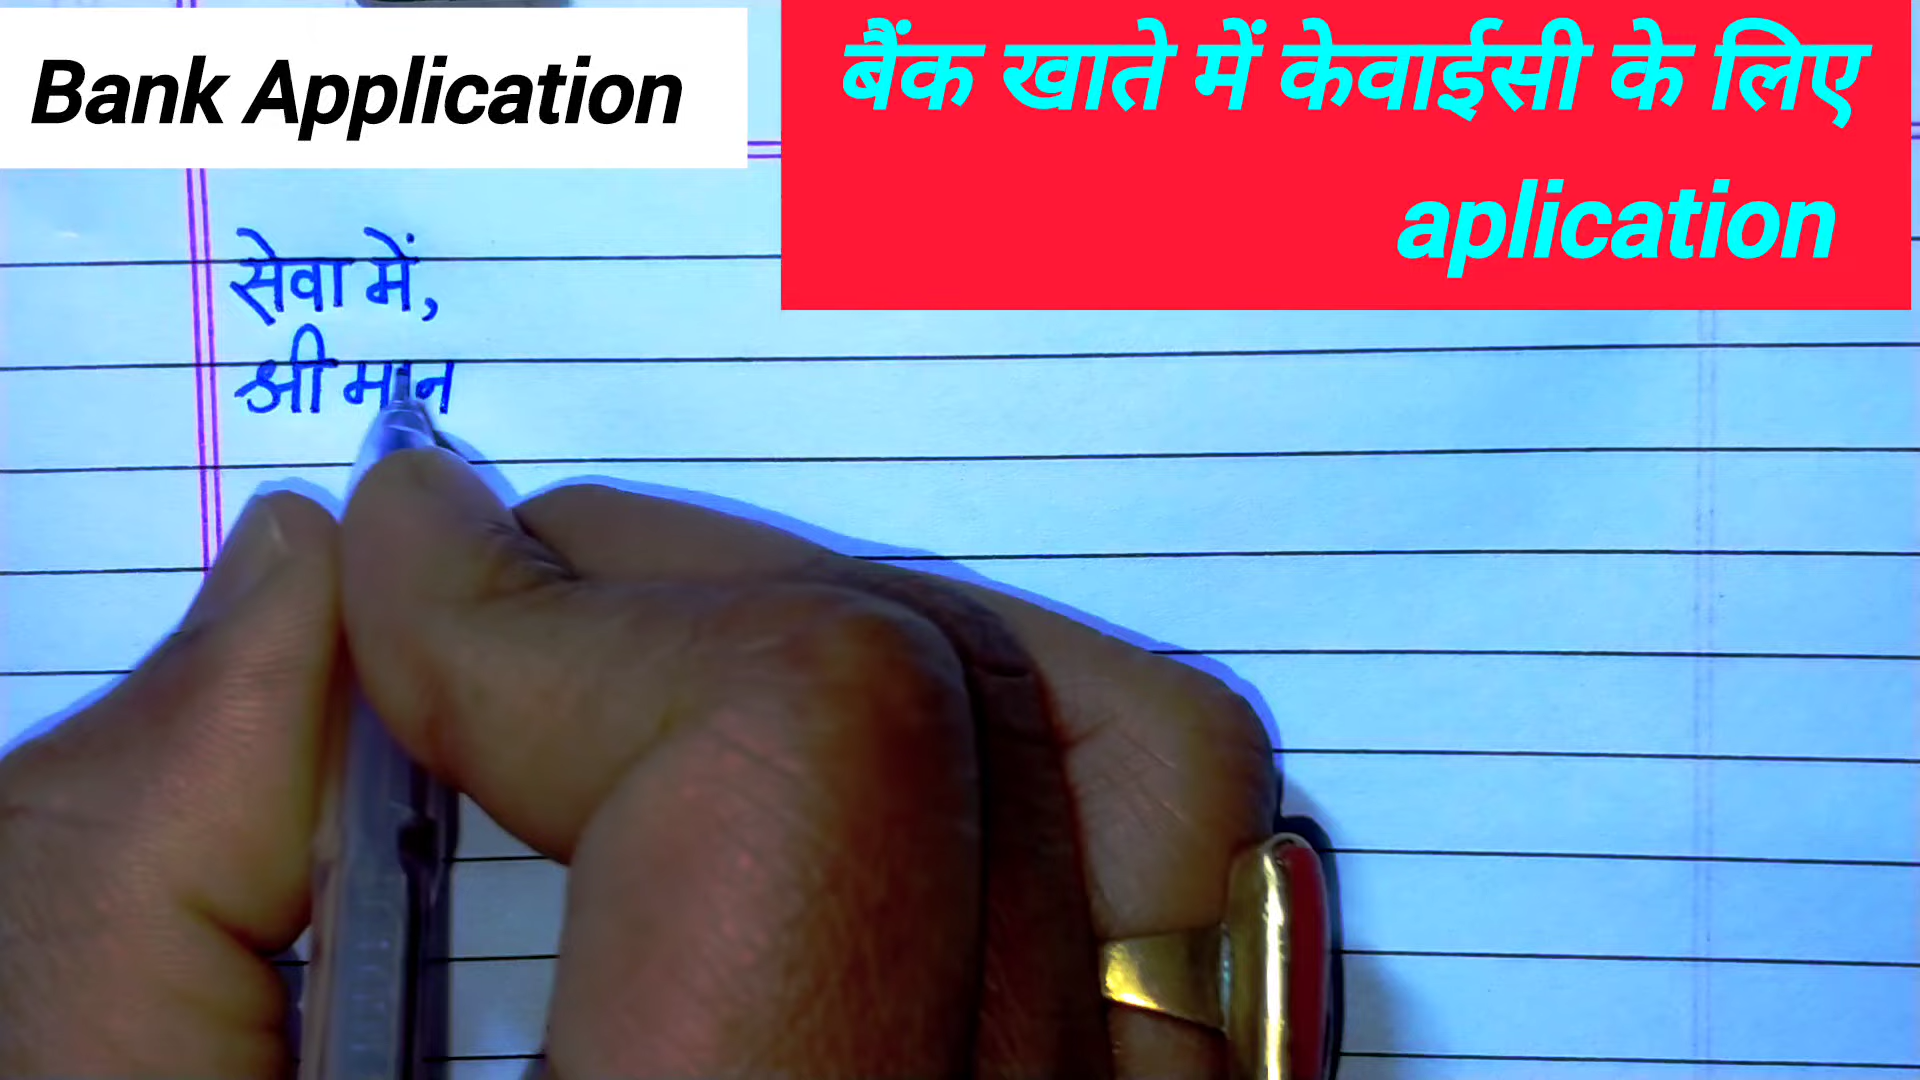 Bank Application
बैंक खाते में केवाईसी के लिए
aplication
सेवा में,
श्री मान